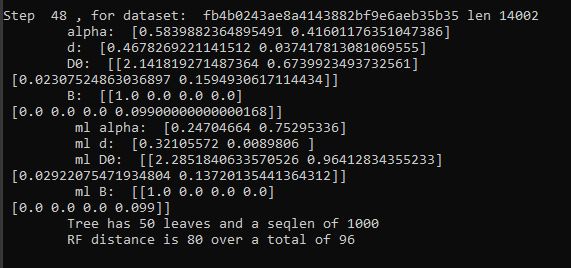 Step  48 , for dataset:  fb4b0243ae8a4143882bf9e6aeb35b35 len 14002
alpha:  [0.5839882364895491 0.41601176351047386]
d:  [0.4678269221141512 0.037417813081069555]
D0:  [[2.141819271487364 0.6739923493732561]
[0.02307524863036897 0.1594930617114434]]
B:  [[1.0 0.0 0.0 0.0]
[0.0 0.0 0.0 0.09900000000000168]]
ml alpha:  [0.24704664 0.75295336]
ml d:  [0.32105572 0.0089806 ]
ml D0:  [[2.2851840633570526 0.96412834355233]
[0.02922075471934804 0.13720135441364312]]
ml B:  [[1.0 0.0 0.0 0.0]
[0.0 0.0 0.0 0.099]]
Tree has 50 leaves and a seqlen of 1000
RF distance is 80 over a total of 96